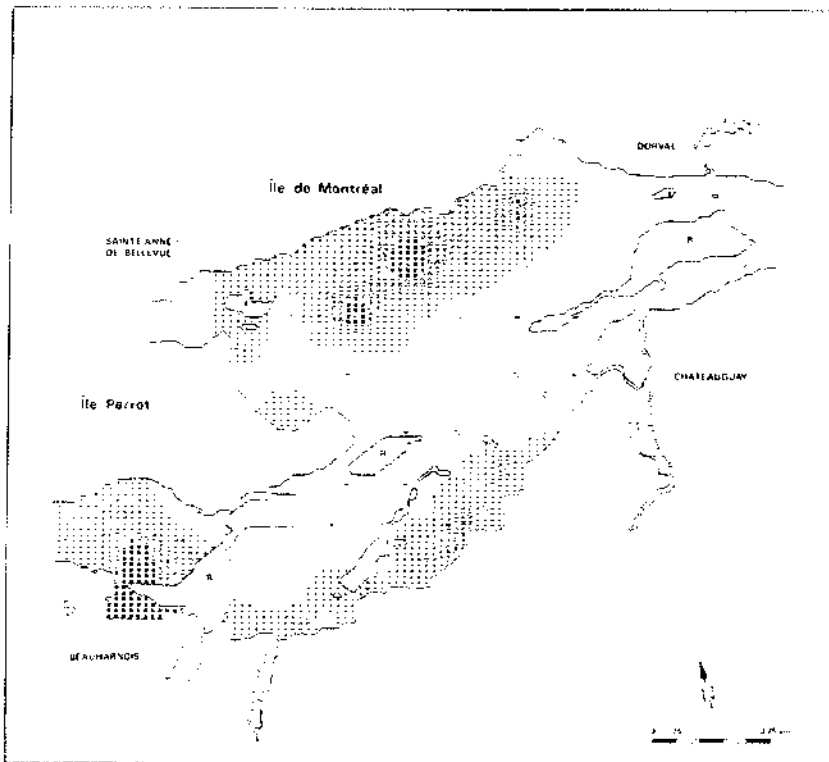 DORVAL
Île de Montréal
SAINTE ANNE
DE BELLEVUE
R
CHATEAUGUAY
Île Perrot
R
R
BEAUHARNOIS